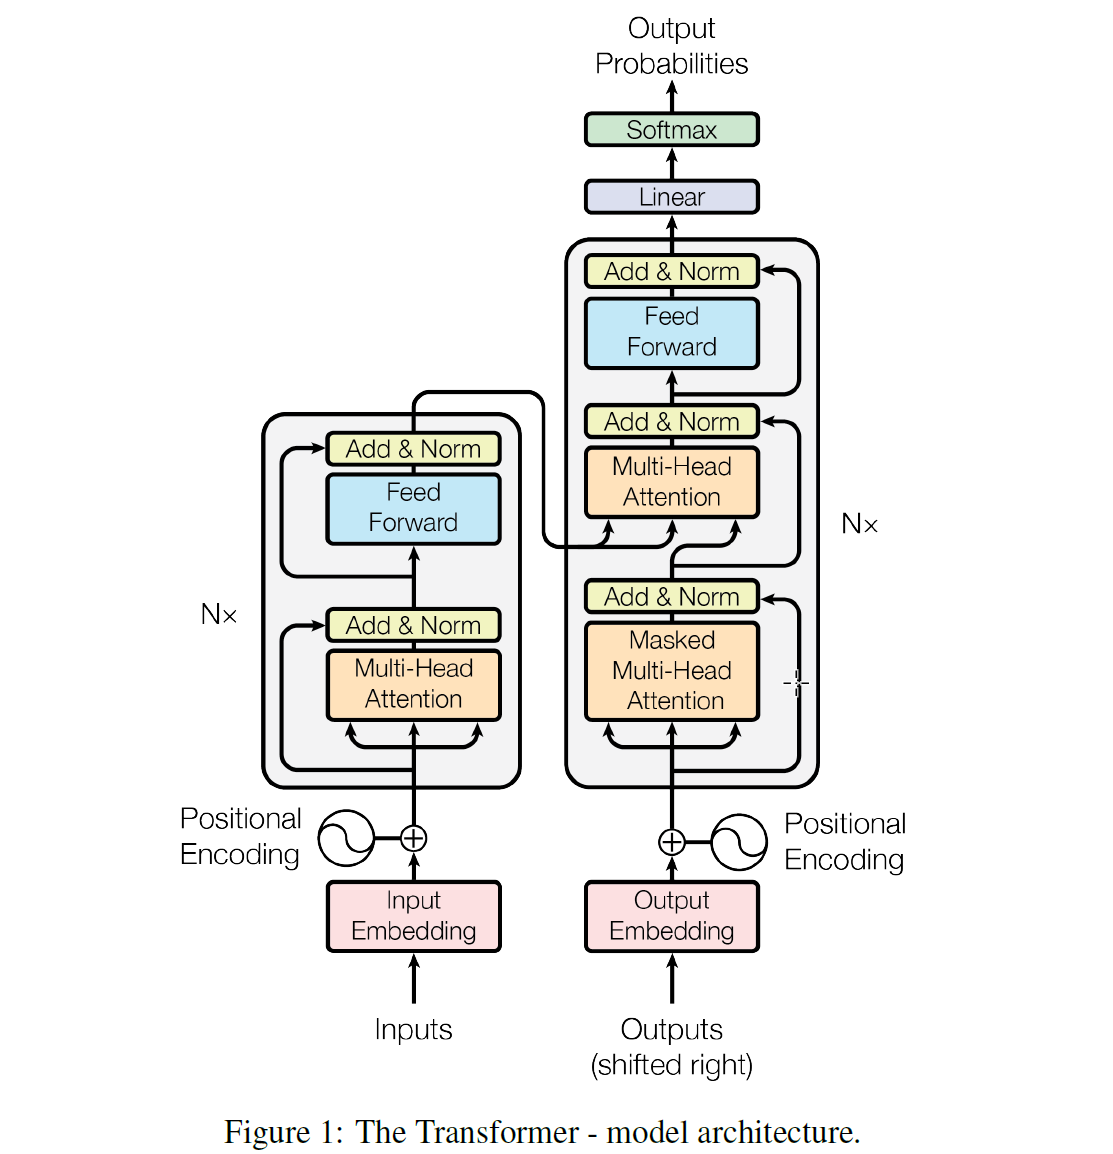 Output
Probabilities
Softmax
Linear
Add & Norm
Feed
Forward
Add & Norm
Multi-Head
Attention
Nx
Add & Norm
Masked
Multi-Head
Attention
Add & Norm
Feed
Forward
Nx
Add & Norm
Multi-Head
Attention
Positional
Encoding
Positional
Encoding
Input
Embedding
Output
Embedding
Inputs
Outputs
(shifted right)
Figure 1: The Transformer - model architecture.